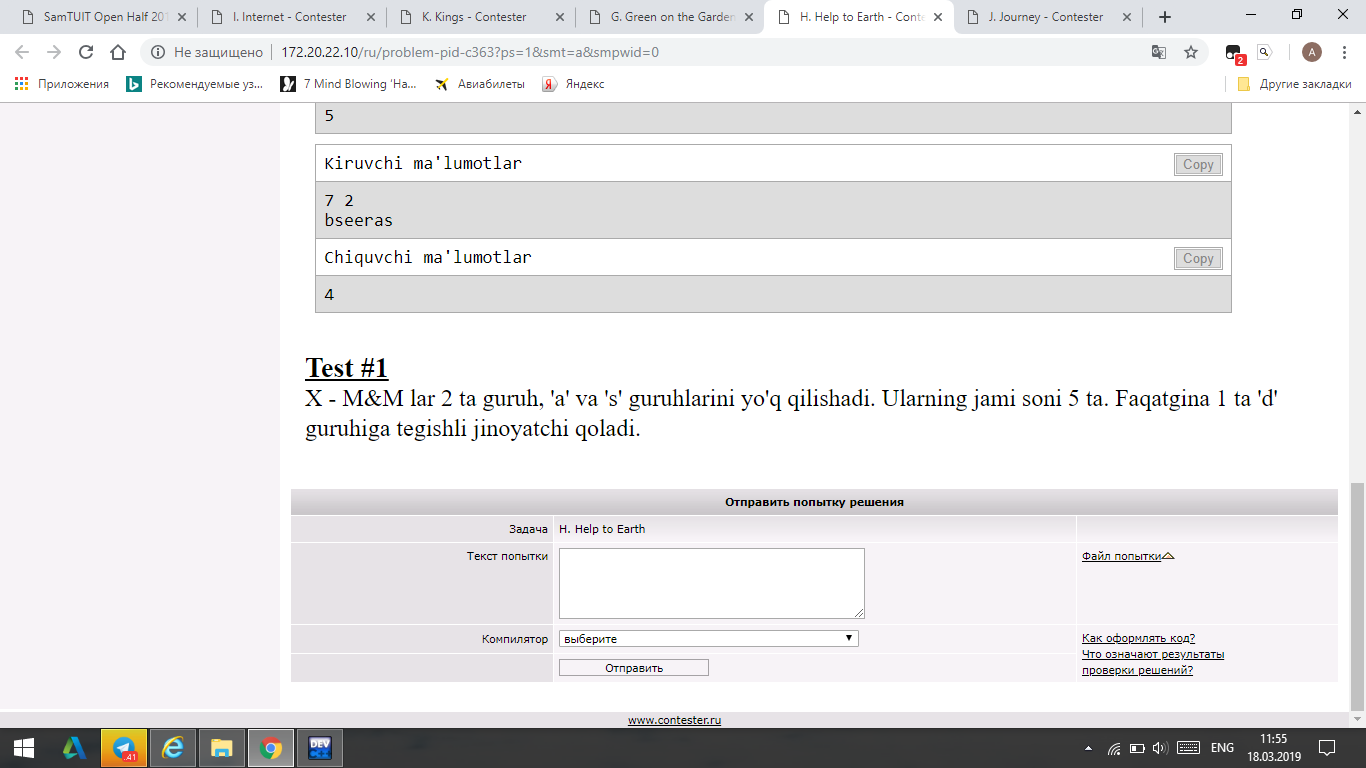 SamTUIT Open Half 201
I. Internet - Contester
K. Kings - Contester
G. Green on the Garden
H. Help to Earth - Conte
J. Journey - Contester
Не защищено 172.20.22.10/ru/problem-pid-c363?ps=1&smt=a&smpwid=0
2
A
Приложения
Рекомендуемые уз...
7 Mind Blowing 'Ha...
Авиабилеты
Яндекс
Другие закладки
5
Kiruvchi ma'lumotlar
Copy
7 2
bseeras
Chiquvchi ma'lumotlar
Copy
4
Test #1
X - M&M lar 2 ta guruh, 'a' va 's' guruhlarini yo'q qilishadi. Ularning jami soni 5 ta. Faqatgina 1 ta 'd'
guruhiga tegishli jinoyatchi qoladi.
Отправить попытку решения
Задача H. Help to Earth
Текст попытки
Файл попытки
Компилятор выберите
Как оформлять код?
Что означают результаты
проверки решений?
Отправить
www.contester.ru
41
DEV
ENG
11:55
18.03.2019